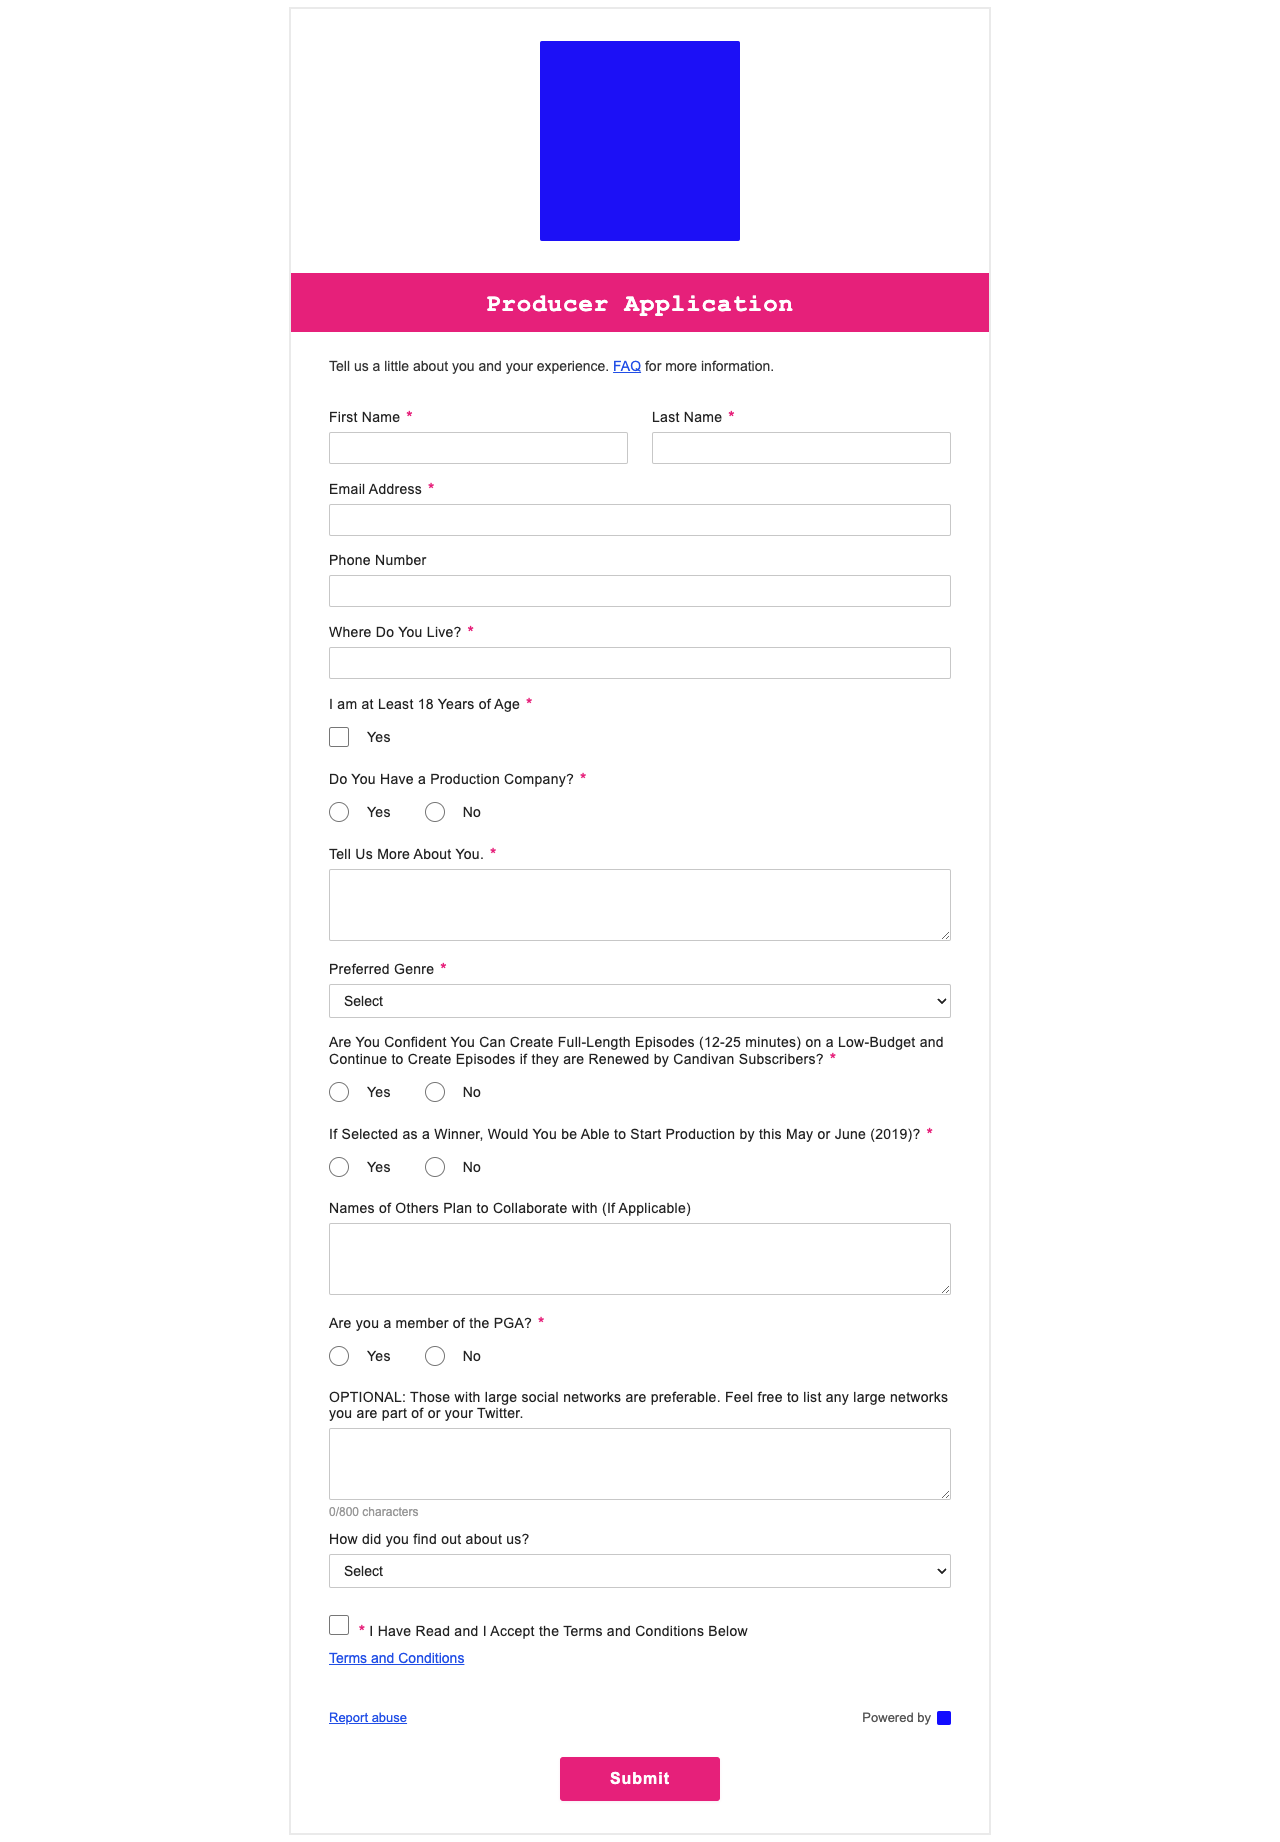 Producer Application
Tell us a little about you and your experience. FAQ for more information.
First Name *
Last Name *
Email Address *
Phone Number
Where Do You Live? *
I am at Least 18 Years of Age *
Yes
Do You Have a Production Company? *
Yes No
Tell Us More About You. *
Preferred Genre *
Select
Are You Confident You Can Create Full-Length Episodes (12-25 minutes) on a Low-Budget and
Continue to Create Episodes if they are Renewed by Candivan Subscribers? *
Yes No
If Selected as a Winner, Would You be Able to Start Production by this May or June (2019)? *
Yes No
Names of Others Plan to Collaborate with (If Applicable)
Are you a member of the PGA? *
Yes No
OPTIONAL: Those with large social networks are preferable. Feel free to list any large networks
you are part of or your Twitter.
0/800 characters
How did you find out about us?
Select
* I Have Read and I Accept the Terms and Conditions Below
Terms and Conditions
Report abuse
Powered by
Submit